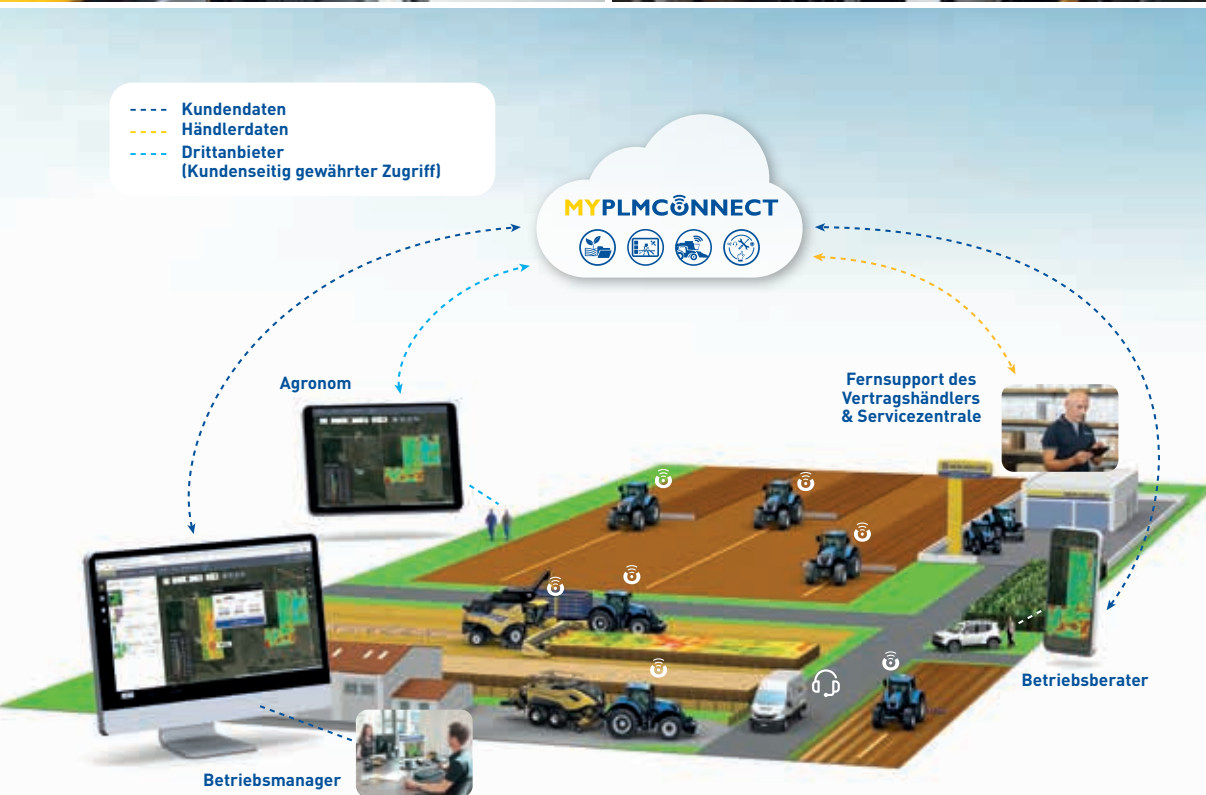 Kundendaten
Händlerdaten
Drittanbieter
(Kundenseitig gewährter Zugriff)
MYPLMCONNECT
Agronom
Fernsupport des
Vertragshändlers
& Servicezentrale
Betriebsberater
Betriebsmanager